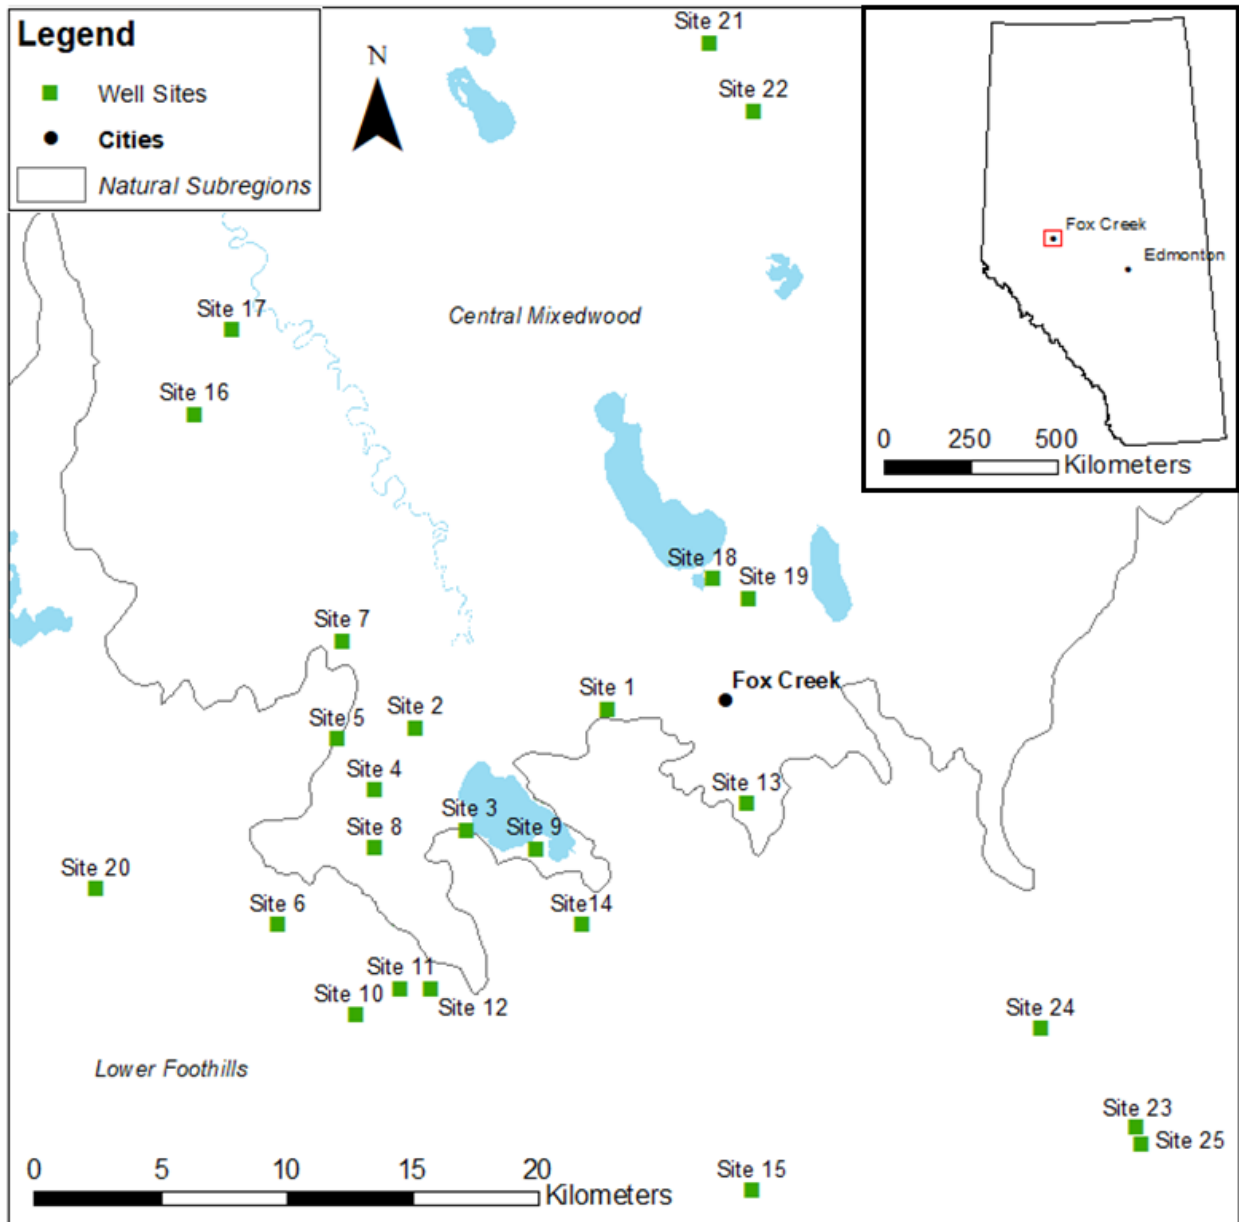 Legend
Well Sites
Cities
Natural Subregions
N
Site 21
Site 22
Fox Creek
Edmonton
0 250 500
Kilometers
Site 17
Central Mixedwood
Site 16
Site 18
Site 19
Site 7
Fox Creek
Site 1
Site 2
Site 5
Site 4
Site 13
Site 3
Site 9
Site 8
Site 20
Site 6
Site14
Site 11
Site 10
Site 12
Site 24
Lower Foothills
Site 23
Site 25
Site 15
0 5 10 15 20
Kilometers